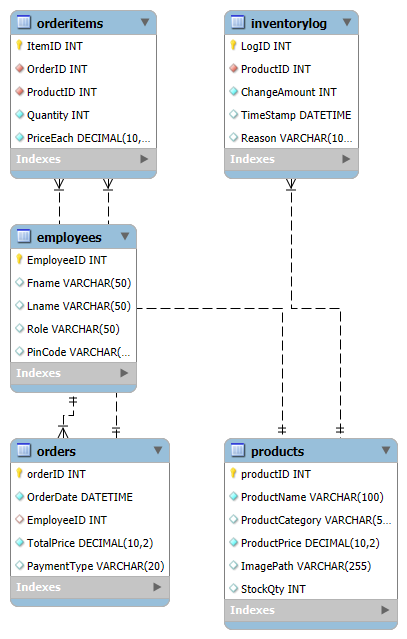 orderitems
ItemID INT
OrderID INT
ProductID INT
Quantity INT
PriceEach DECIMAL(10,...
Indexes
inventorylog
LogID INT
ProductID INT
ChangeAmount INT
TimeStamp DATETIME
Reason VARCHAR(10...
Indexes
employees
EmployeeID INT
Fname VARCHAR(50)
Lname VARCHAR(50)
Role VARCHAR(50)
PinCode VARCHAR(...
Indexes
orders
orderID INT
OrderDate DATETIME
EmployeeID INT
TotalPrice DECIMAL(10,2)
PaymentType VARCHAR(20)
Indexes
products
productID INT
ProductName VARCHAR(100)
ProductCategory VARCHAR(5...
ProductPrice DECIMAL(10,2)
ImagePath VARCHAR(255)
StockQty INT
Indexes